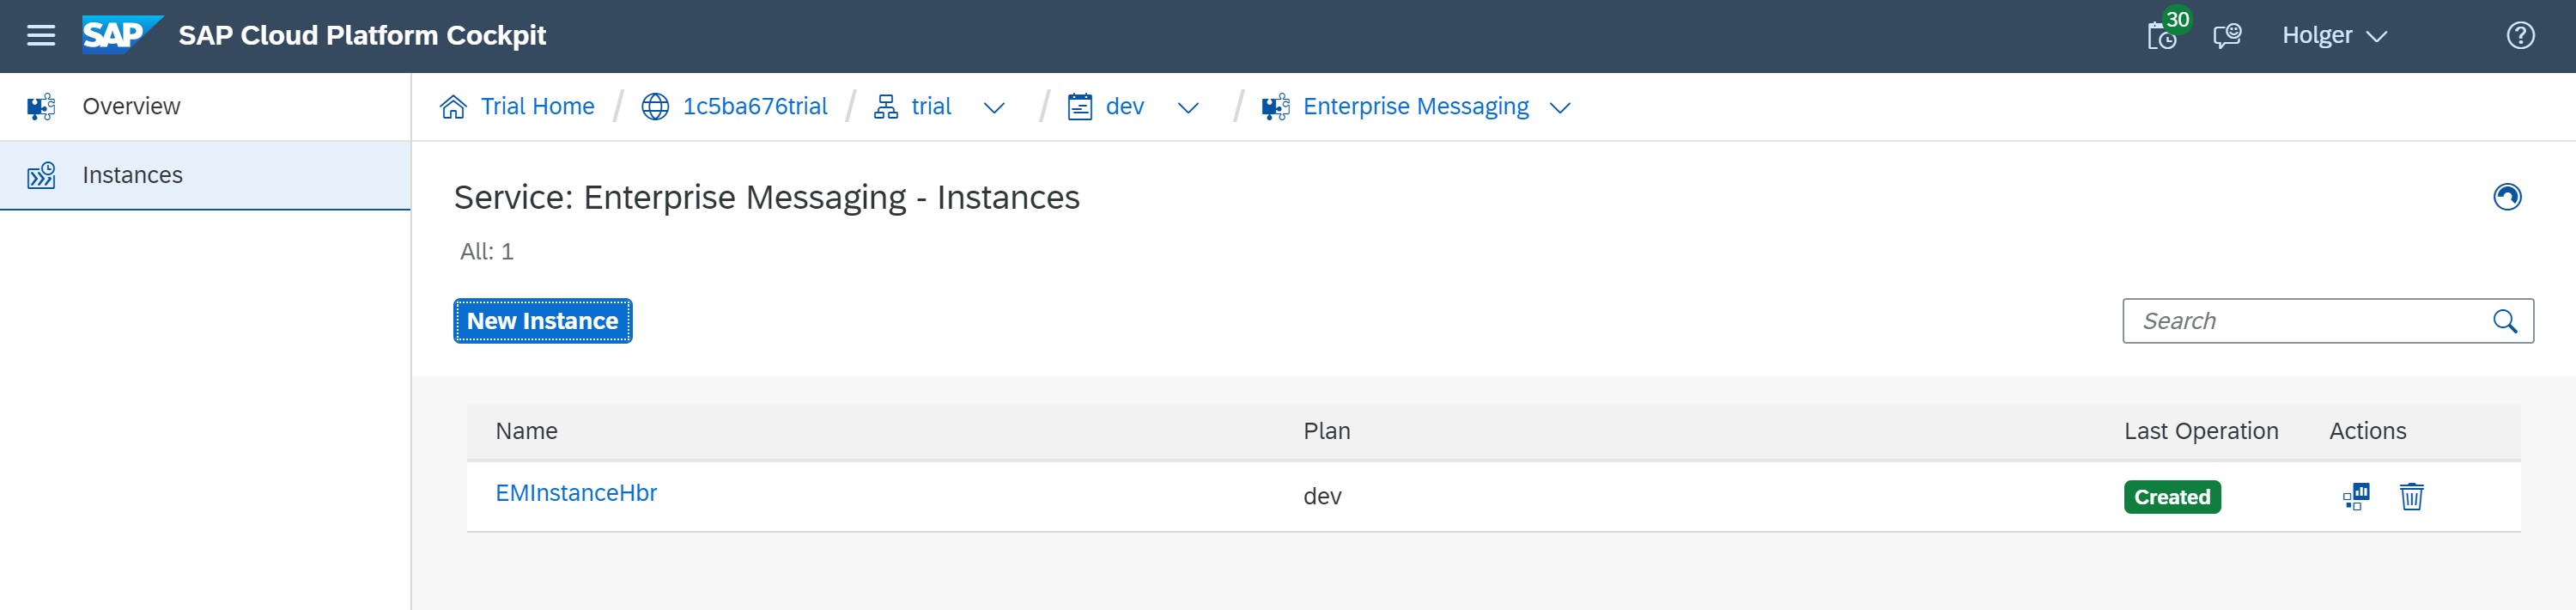 SAP SAP Cloud Platform Cockpit 30 Holger
Overview
Instances
Trial Home / 1c5ba676trial / trial / dev / Enterprise Messaging
Service: Enterprise Messaging - Instances
All: 1
New Instance
Search
Name Plan Last Operation Actions
EMInstanceHbr dev Created